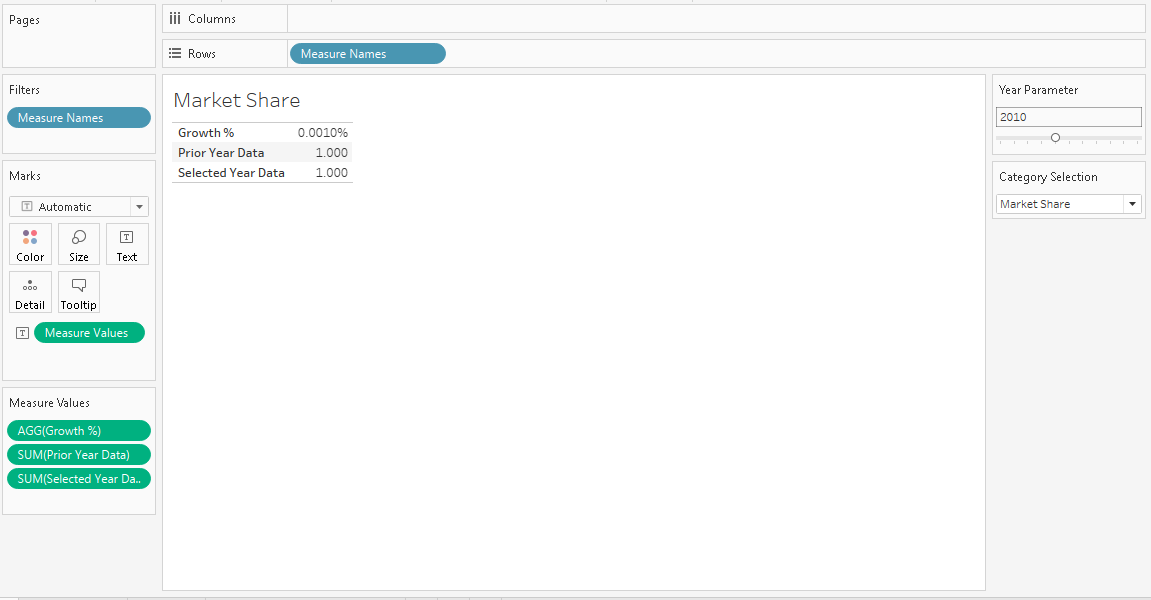 Pages
Columns
Rows
Measure Names
Filters
Measure Names
Marks
Automatic
Color
Size
Text
Detail
Tooltip
Measure Values
Measure Values
AGG(Growth %)
SUM(Prior Year Data)
SUM(Selected Year Da..
Market Share
Growth % 0.0010%
Prior Year Data 1.000
Selected Year Data 1.000
Year Parameter
2010
Category Selection
Market Share